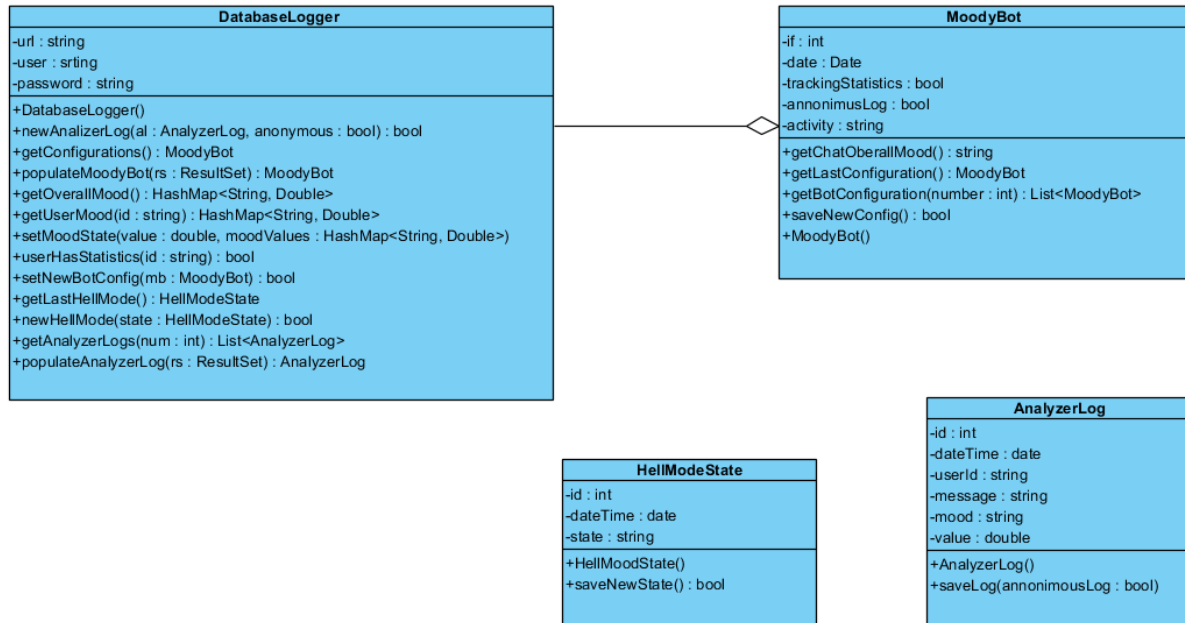 DatabaseLogger
-url : string
-user : srting
-password : string
+DatabaseLogger()
+newAnalizerLog(al : AnalyzerLog, anonymous : bool) : bool
+getConfigurations() : MoodyBot
+populateMoodyBot(rs : ResultSet) : MoodyBot
+getOverallMood() : HashMap<String, Double>
+getUserMood(id : string) : HashMap<String, Double>
+setMoodState(value : double, moodValues : HashMap<String, Double>)
+userHasStatistics(id : string) : bool
+setNewBotConfig(mb : MoodyBot) : bool
+getLastHellMode() : HellModeState
+newHellMode(state : HellModeState) : bool
+getAnalyzerLogs(num : int) : List<AnalyzerLog>
+populateAnalyzerLog(rs : ResultSet) : AnalyzerLog
MoodyBot
-if : int
-date : Date
-trackingStatistics : bool
-annonimusLog : bool
-activity : string
+getChatOberallMood() : string
+getLastConfiguration() : MoodyBot
+getBotConfiguration(number : int) : List<MoodyBot>
+saveNewConfig() : bool
+MoodyBot()
HellModeState
-id : int
-dateTime : date
-state : string
+HellMoodState()
+saveNewState() : bool
AnalyzerLog
-id : int
-dateTime : date
-userId : string
-message : string
-mood : string
-value : double
+AnalyzerLog()
+saveLog(annonimousLog : bool)